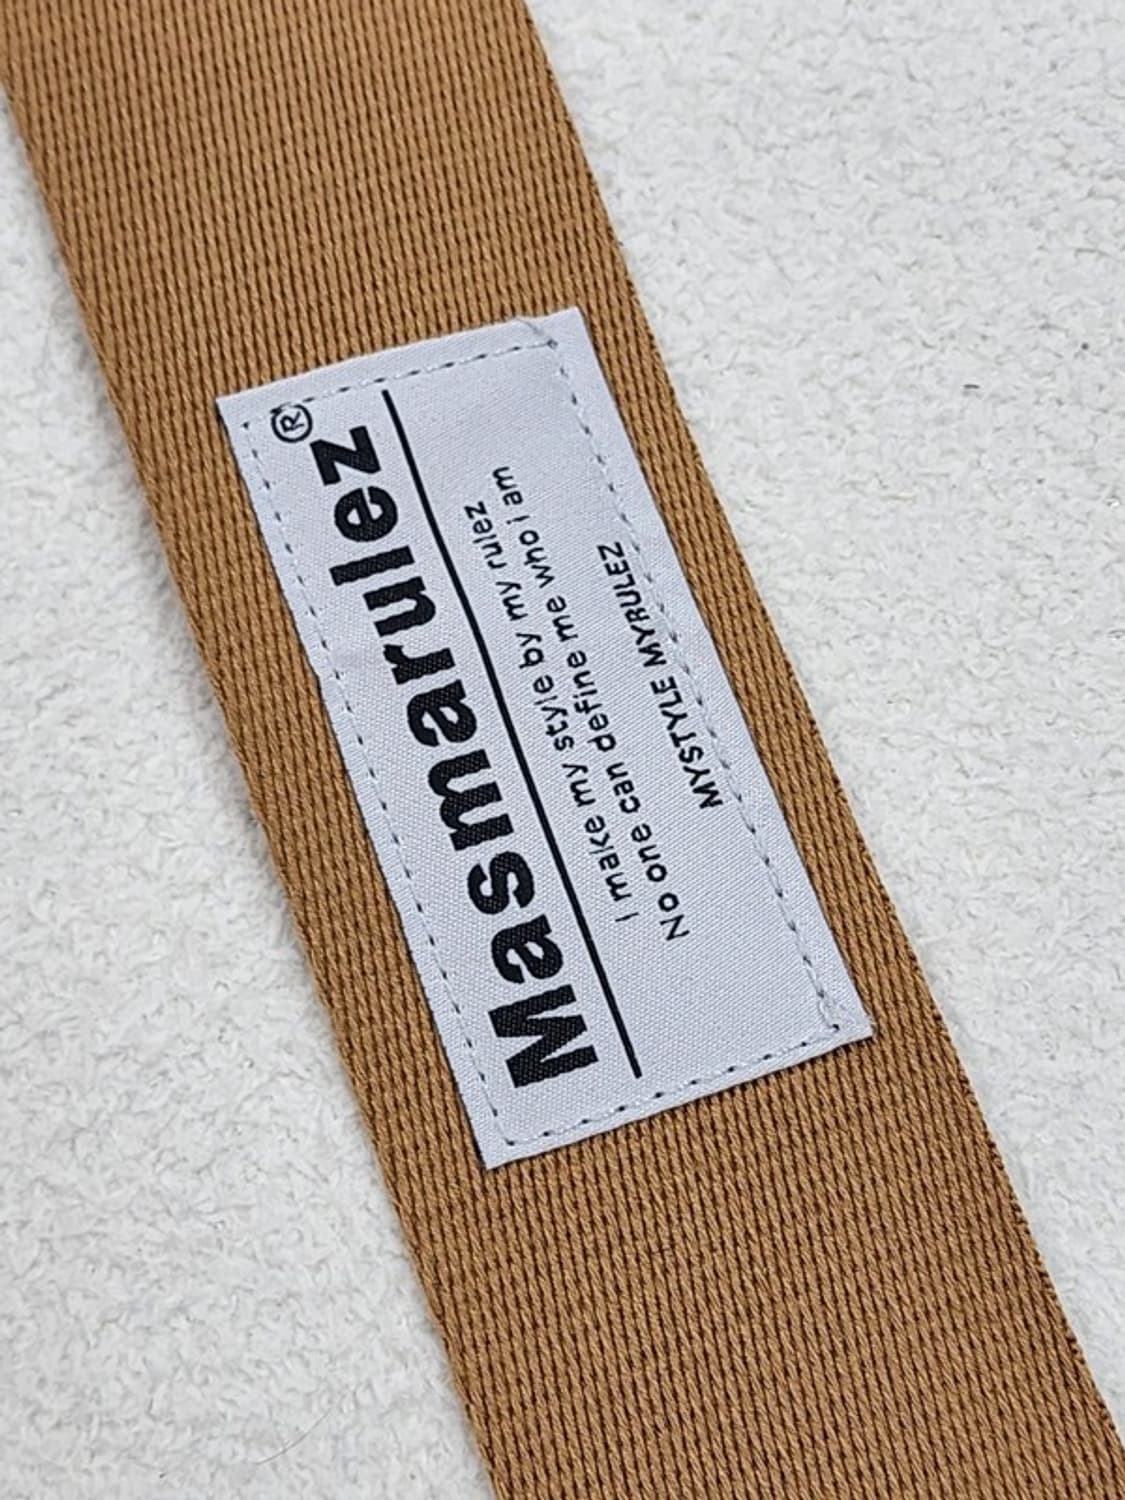 Masmarulez®
I make my style by my rulez
No one can define me who i am
MYSTYLE MYRULEZ